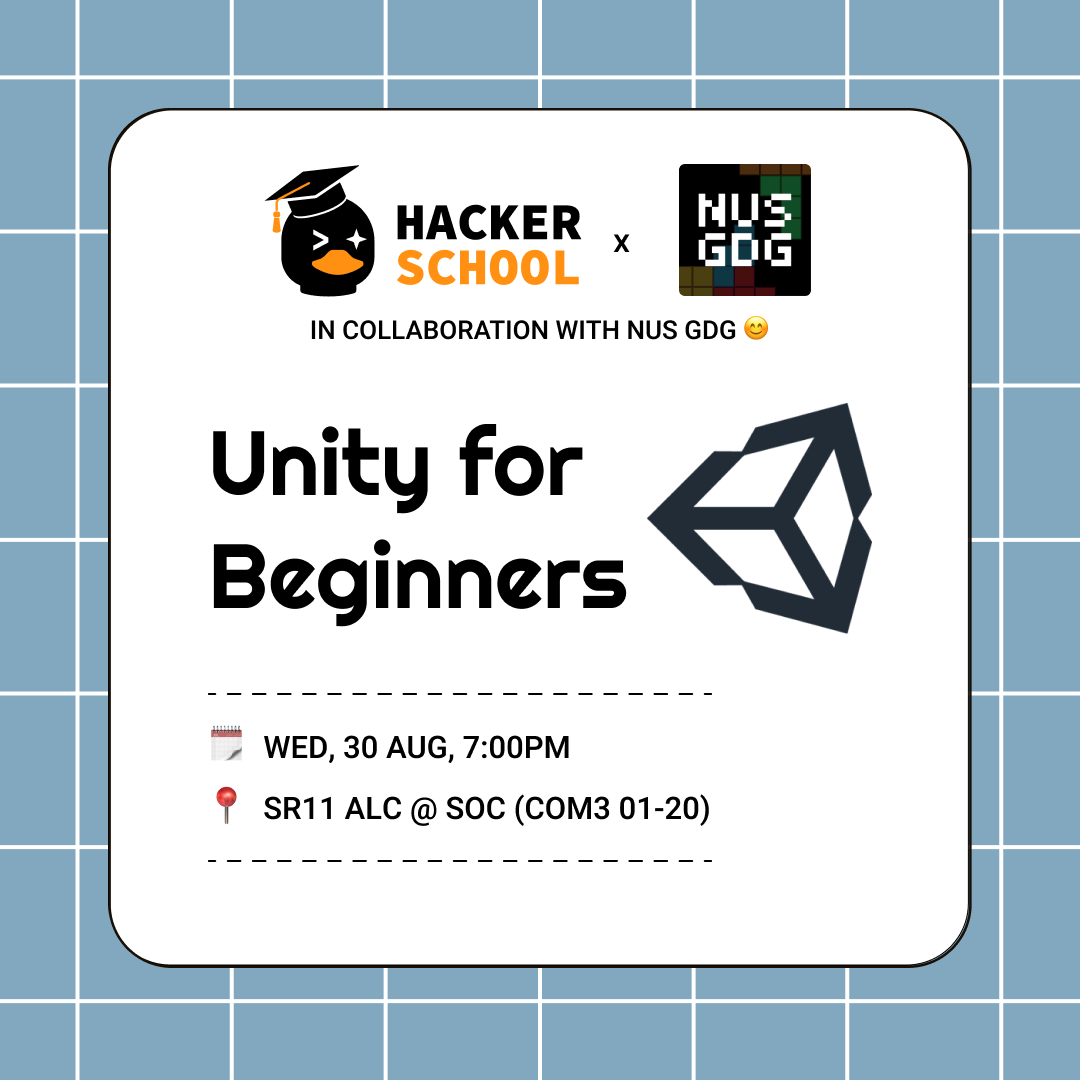 HACKER
SCHOOL
x
NUS
GDG
IN COLLABORATION WITH NUS GDG 😊
Unity for
Beginners
WED, 30 AUG, 7:00PM
SR11 ALC @ SOC (COM3 01-20)